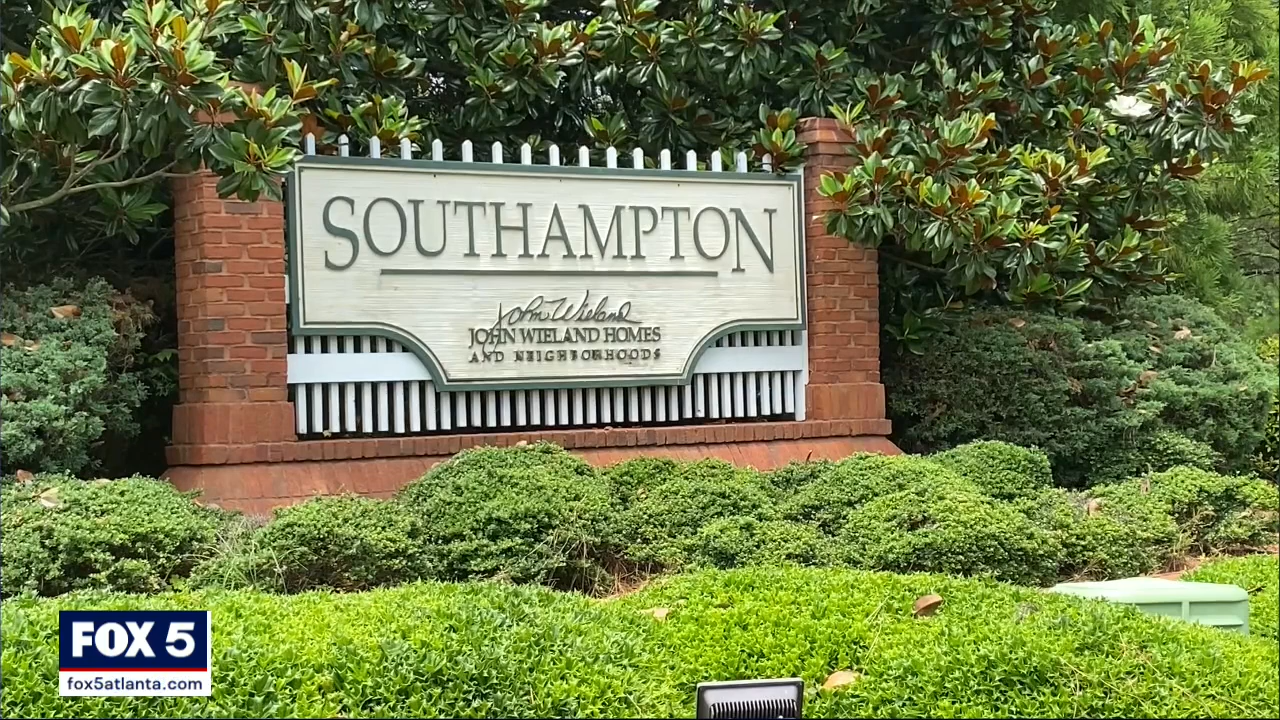 SOUTHAMPTON
John Wieland
JOHN WIELAND HOMES
AND NEIGHBORHOODS
FOX 5
fox5atlanta.com